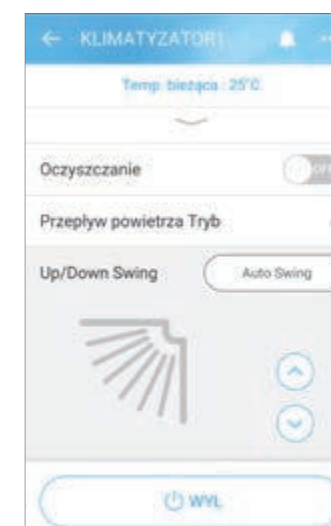 KLIMATYZATOR1
Temp. bieżąca : 25°C
Oczyszczanie OFF
Przepływ powietrza Tryb
Up/Down Swing Auto Swing
WYŁ.